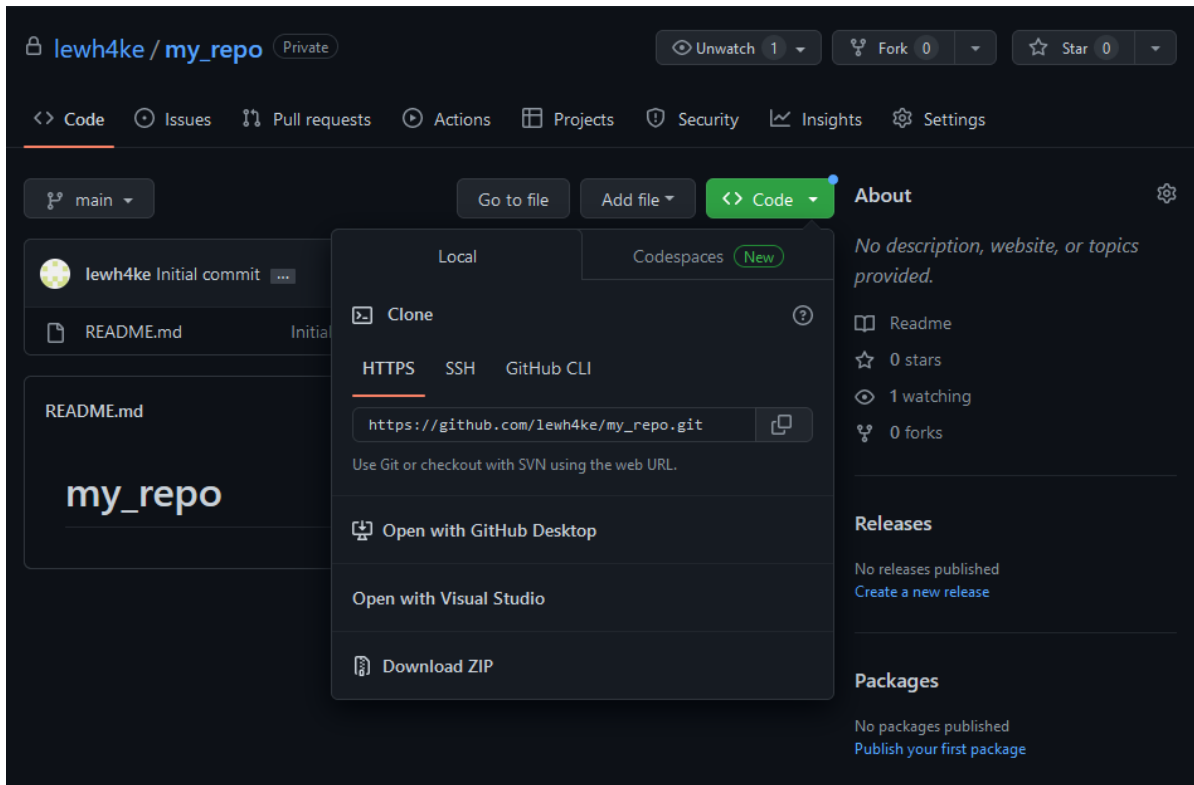 lewh4ke / my_repo Private
Unwatch 1
Fork 0
Star 0
Code
Issues
Pull requests
Actions
Projects
Security
Insights
Settings
main
Go to file
Add file
Code
lewh4ke Initial commit ...
README.md
Initial
README.md
my_repo
Local
Codespaces New
Clone
HTTPS SSH GitHub CLI
https://github.com/lewh4ke/my_repo.git
Use Git or checkout with SVN using the web URL.
Open with GitHub Desktop
Open with Visual Studio
Download ZIP
About
No description, website, or topics
provided.
Readme
0 stars
1 watching
0 forks
Releases
No releases published
Create a new release
Packages
No packages published
Publish your first package